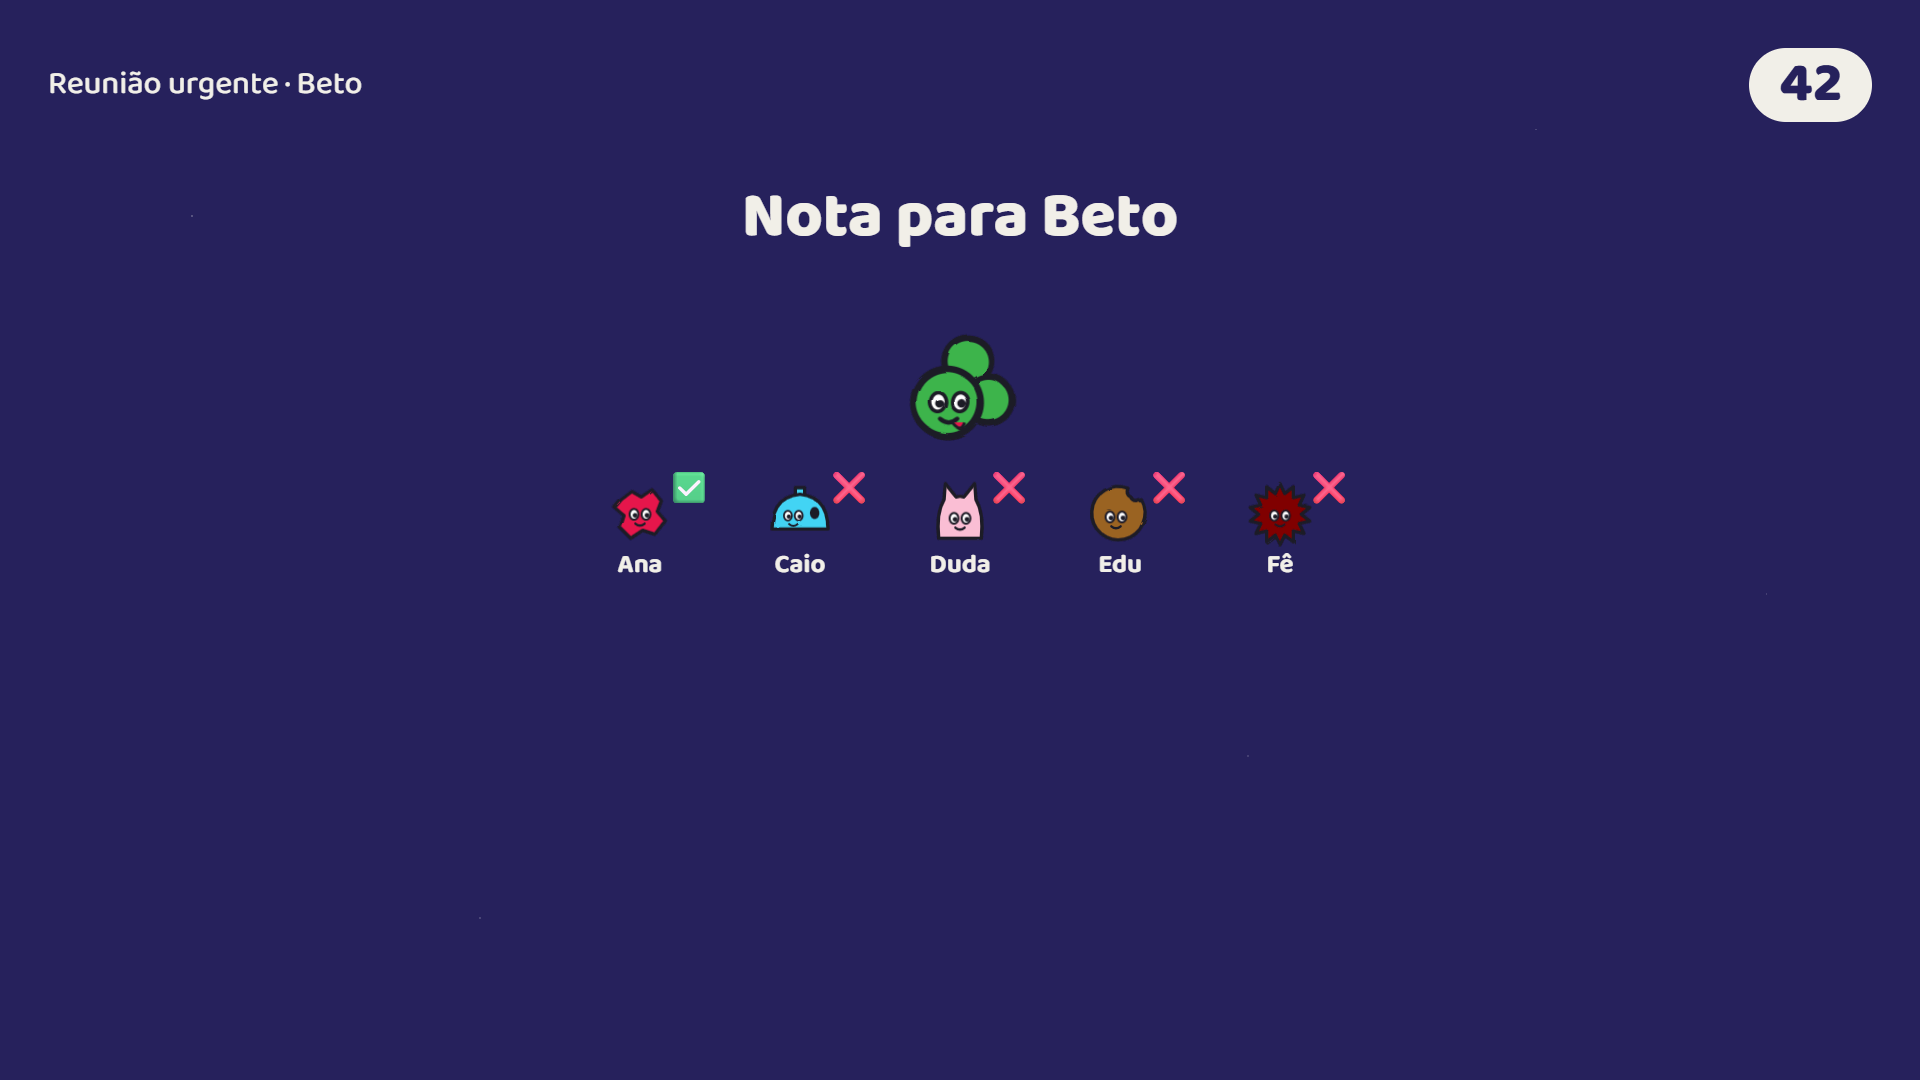 Reunião urgente · Beto
42
Nota para Beto
Ana
Caio
Duda
Edu
Fê